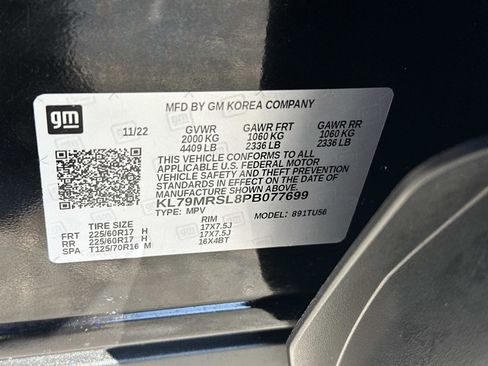 gm
MFD BY GM KOREA COMPANY
11/22 GVWR GAWR FRT GAWR RR
2000 KG 1060 KG 1060 KG
4409 LB 2336 LB 2336 LB
THIS VEHICLE CONFORMS TO ALL
APPLICABLE U.S. FEDERAL MOTOR
VEHICLE SAFETY AND THEFT PREVENTION
STANDARDS IN EFFECT ON THE DATE OF
MANUFACTURE SHOWN ABOVE.
KL79MRSL8PB077699
TYPE: MPV MODEL: 891TU56
TIRE SIZE RIM
FRT 225/60R17 H 17X7.5J
RR 225/60R17 H 17X7.5J
SPA T125/70R16 M 16X4BT